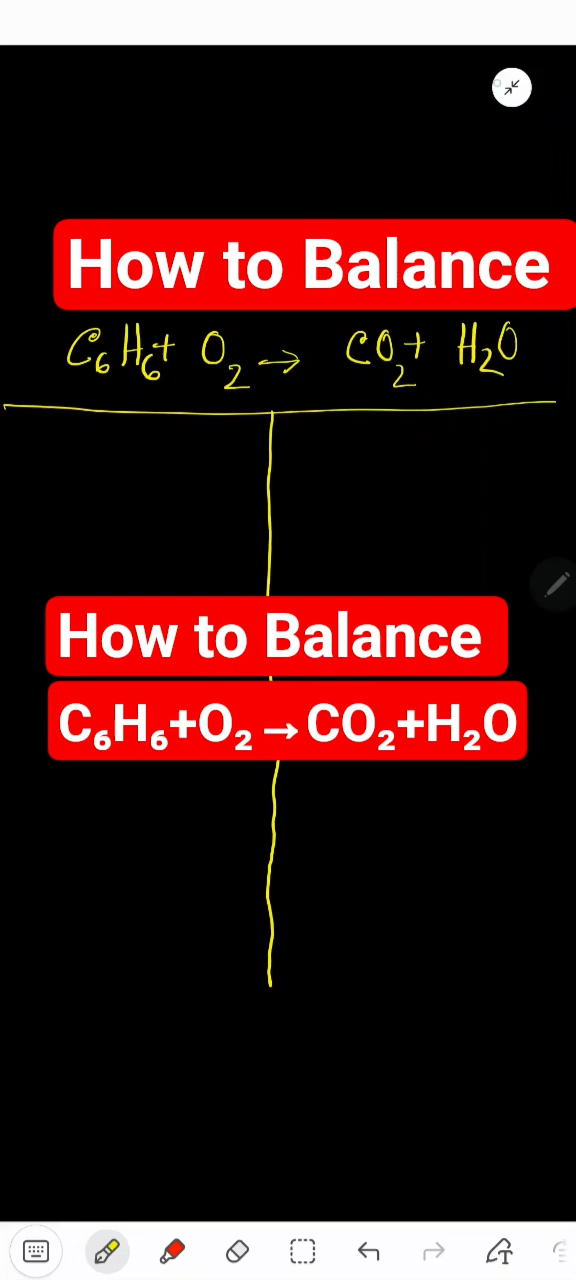 How to Balance
C₆H₆+ O₂ → CO₂+ H₂O
How to Balance
C₆H₆+O₂→CO₂+H₂O